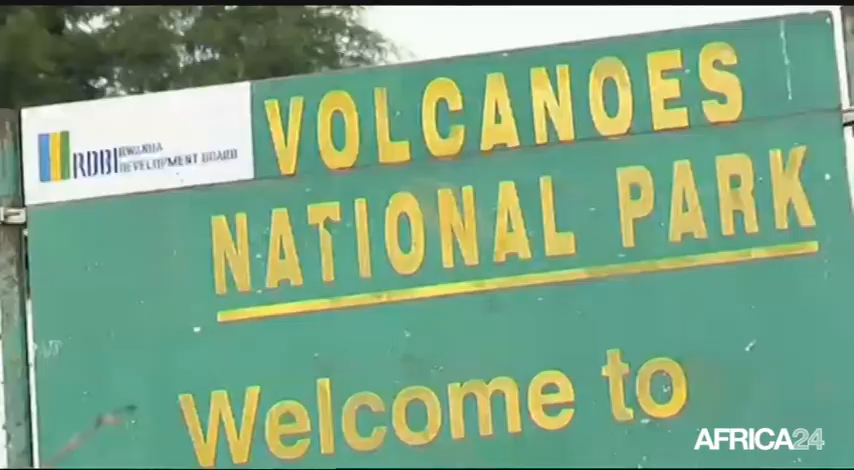 VOLCANOES
RDB RWANDA
DEVELOPMENT BOARD
NATIONAL PARK
Welcome to
AFRICA24